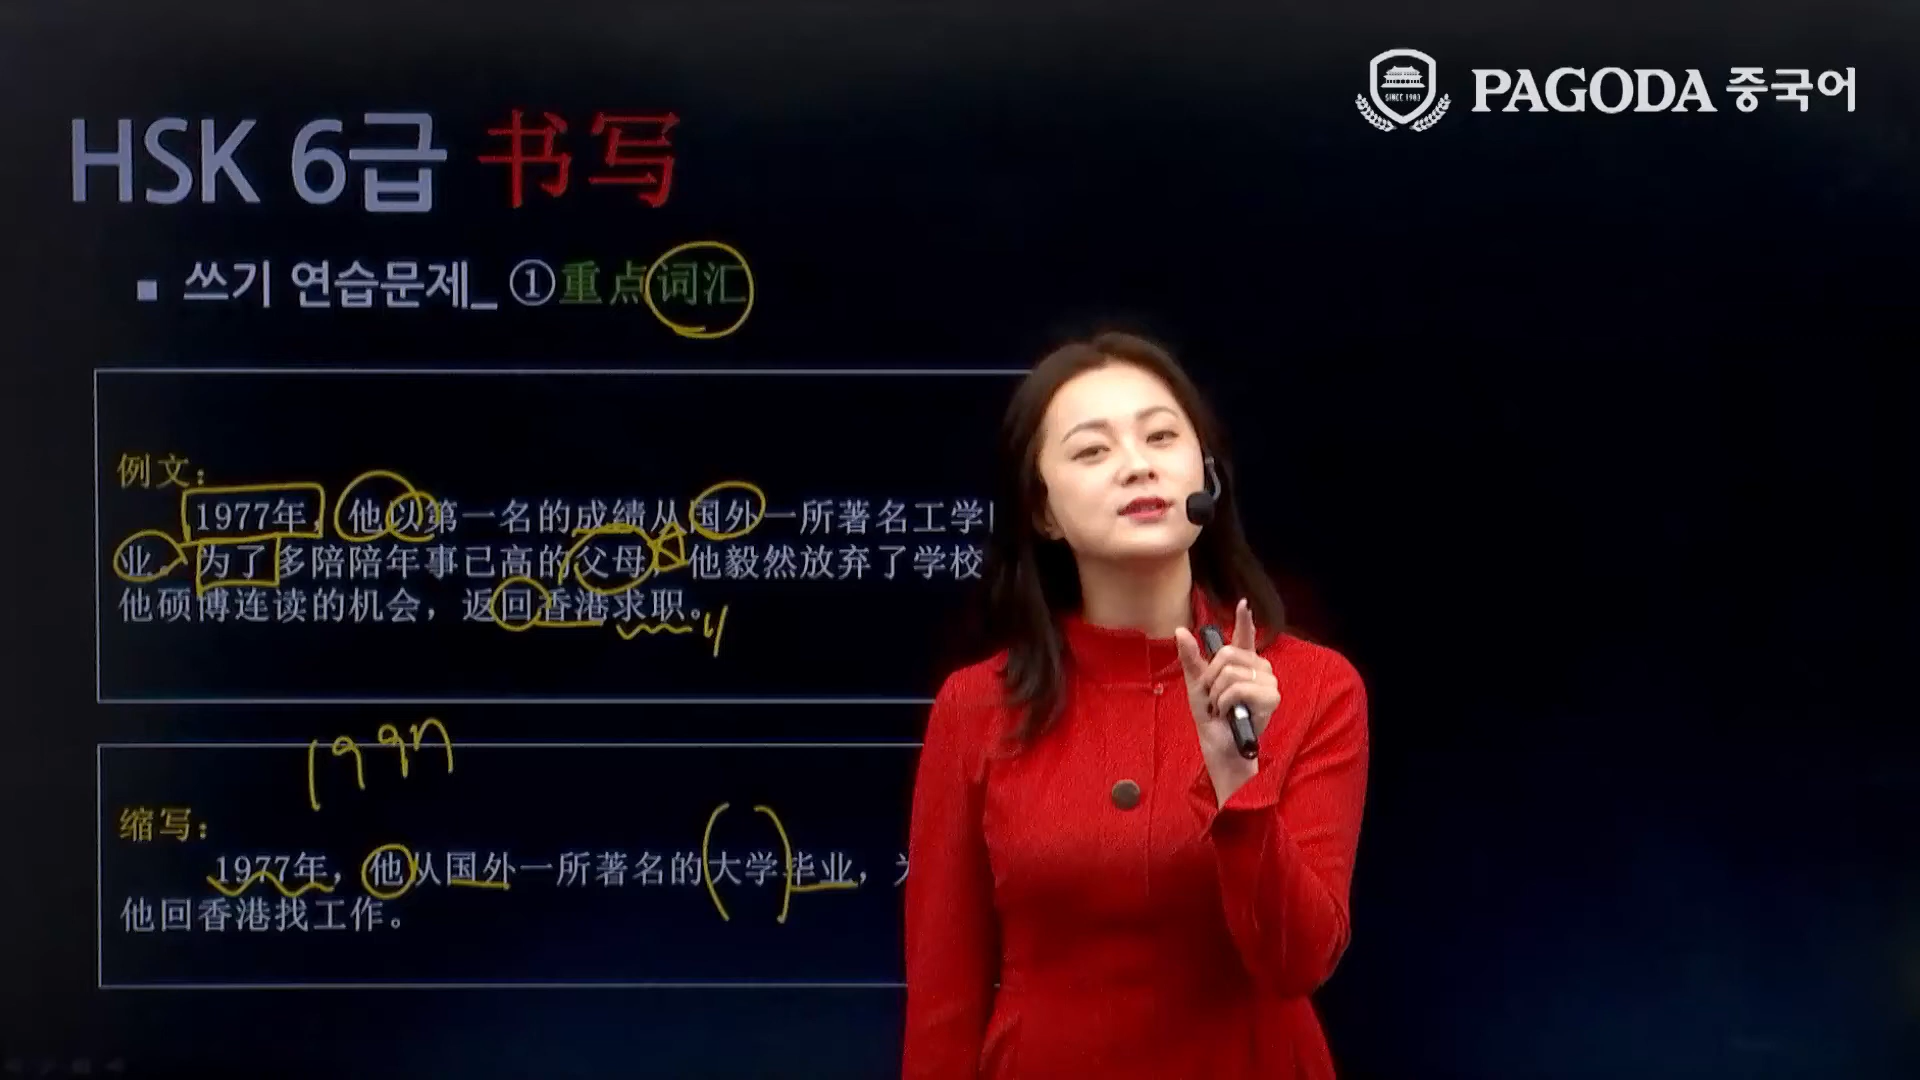 SINCE 1983
PAGODA 중국어
HSK 6급 书写
■ 쓰기 연습문제_ ①重点词汇
例文：
1977年，他以第一名的成绩从国外一所著名工学
业。为了多陪陪年事已高的父母，他毅然放弃了学校
他硕博连读的机会，返回香港求职。
1997
缩写：
1977年，他从国外一所著名的大学毕业，
他回香港找工作。